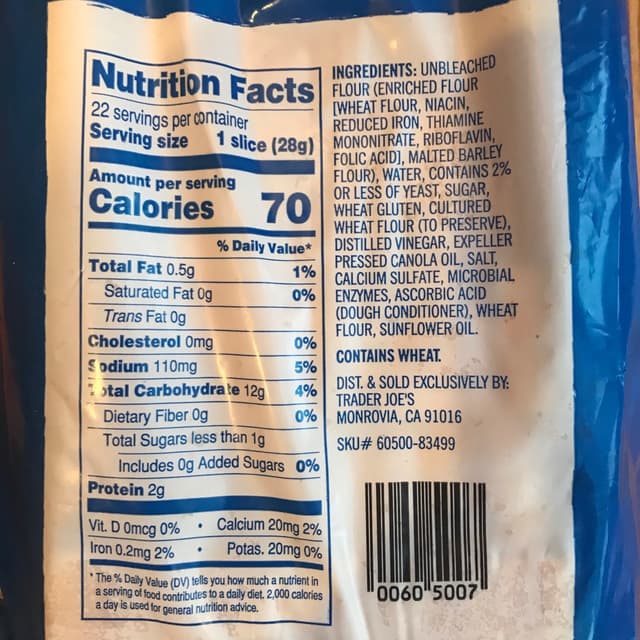 Nutrition Facts
22 servings per container
Serving size 1 slice (28g)
Amount per serving
Calories 70
% Daily Value*
Total Fat 0.5g 1%
Saturated Fat 0g 0%
Trans Fat 0g
Cholesterol 0mg 0%
Sodium 110mg 5%
Total Carbohydrate 12g 4%
Dietary Fiber 0g 0%
Total Sugars less than 1g
Includes 0g Added Sugars 0%
Protein 2g
Vit. D 0mcg 0% • Calcium 20mg 2%
Iron 0.2mg 2% • Potas. 20mg 0%
* The % Daily Value (DV) tells you how much a nutrient in
a serving of food contributes to a daily diet. 2,000 calories
a day is used for general nutrition advice.
INGREDIENTS: UNBLEACHED
FLOUR (ENRICHED FLOUR
[WHEAT FLOUR, NIACIN,
REDUCED IRON, THIAMINE
MONONITRATE, RIBOFLAVIN,
FOLIC ACID], MALTED BARLEY
FLOUR), WATER, CONTAINS 2%
OR LESS OF YEAST, SUGAR,
WHEAT GLUTEN, CULTURED
WHEAT FLOUR (TO PRESERVE),
DISTILLED VINEGAR, EXPELLER
PRESSED CANOLA OIL, SALT,
CALCIUM SULFATE, MICROBIAL
ENZYMES, ASCORBIC ACID
(DOUGH CONDITIONER), WHEAT
FLOUR, SUNFLOWER OIL.
CONTAINS WHEAT.
DIST. & SOLD EXCLUSIVELY BY:
TRADER JOE'S
MONROVIA, CA 91016
SKU# 60500-83499
0060 5007